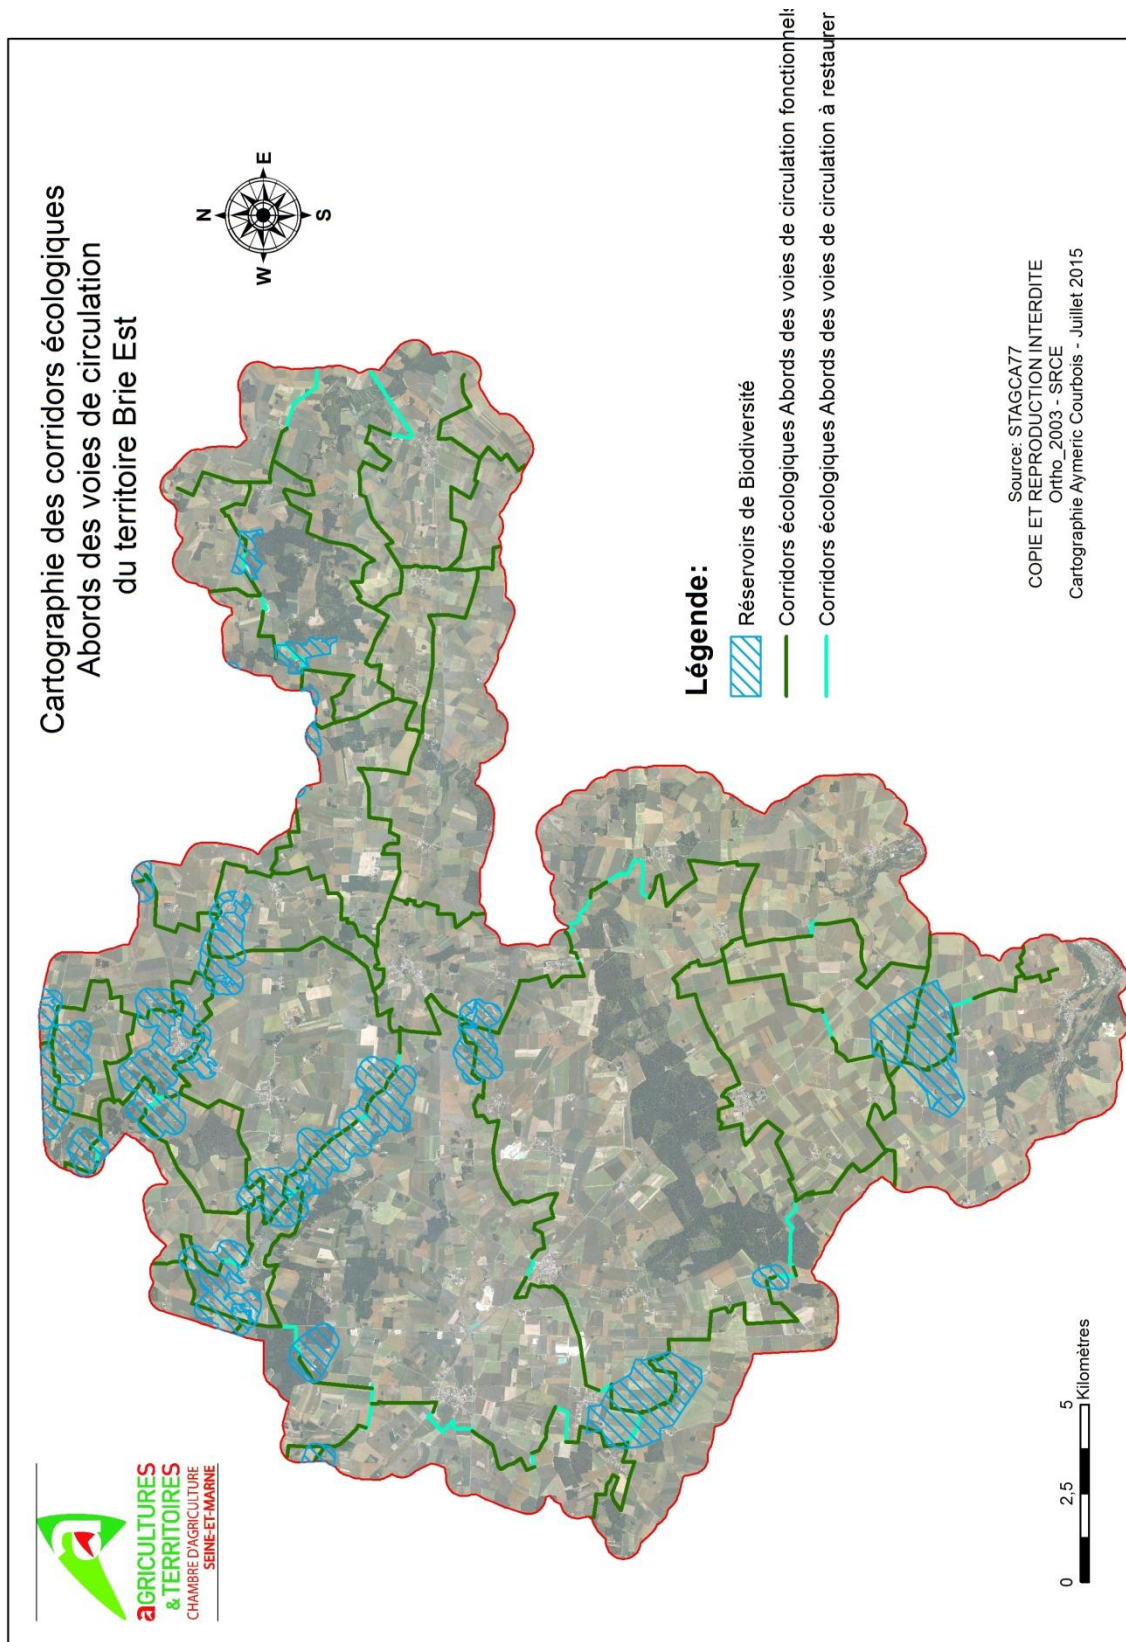 Cartographie des corridors écologiques
Abords des voies de circulation
du territoire Brie Est
N
W
E
S
aGRICULTURES
& TERRITOIRES
CHAMBRE D'AGRICULTURE
SEINE-ET-MARNE
Légende:
Réservoirs de Biodiversité
Corridors écologiques Abords des voies de circulation fonctionnels
Corridors écologiques Abords des voies de circulation à restaurer
0 2,5 5
Kilomètres
Source: STAGCA77
COPIE ET REPRODUCTION INTERDITE
Ortho_2003 - SRCE
Cartographie Aymeric Courbois - Juillet 2015